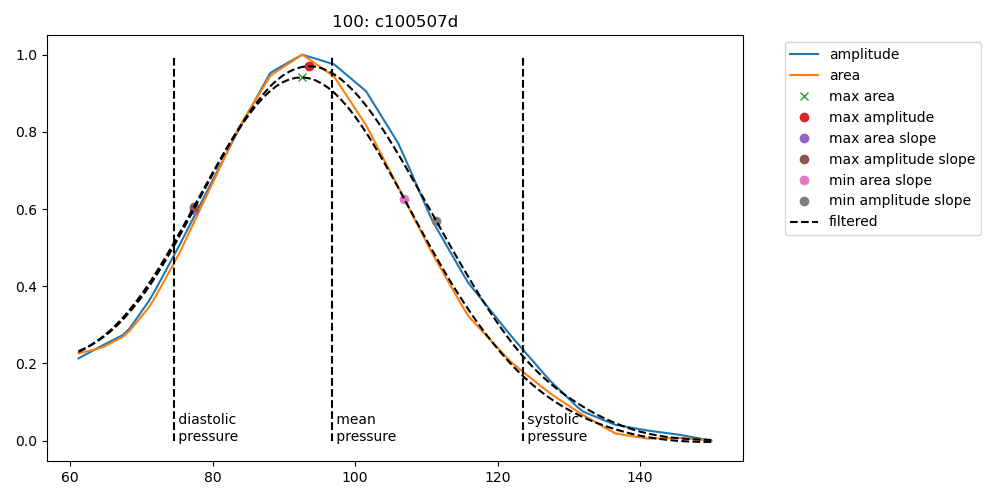 100: c100507d
1.0
0.8
0.6
0.4
0.2
0.0
60
80
100
120
140
diastolic
pressure
mean
pressure
systolic
pressure
amplitude
area
max area
max amplitude
max area slope
max amplitude slope
min area slope
min amplitude slope
filtered